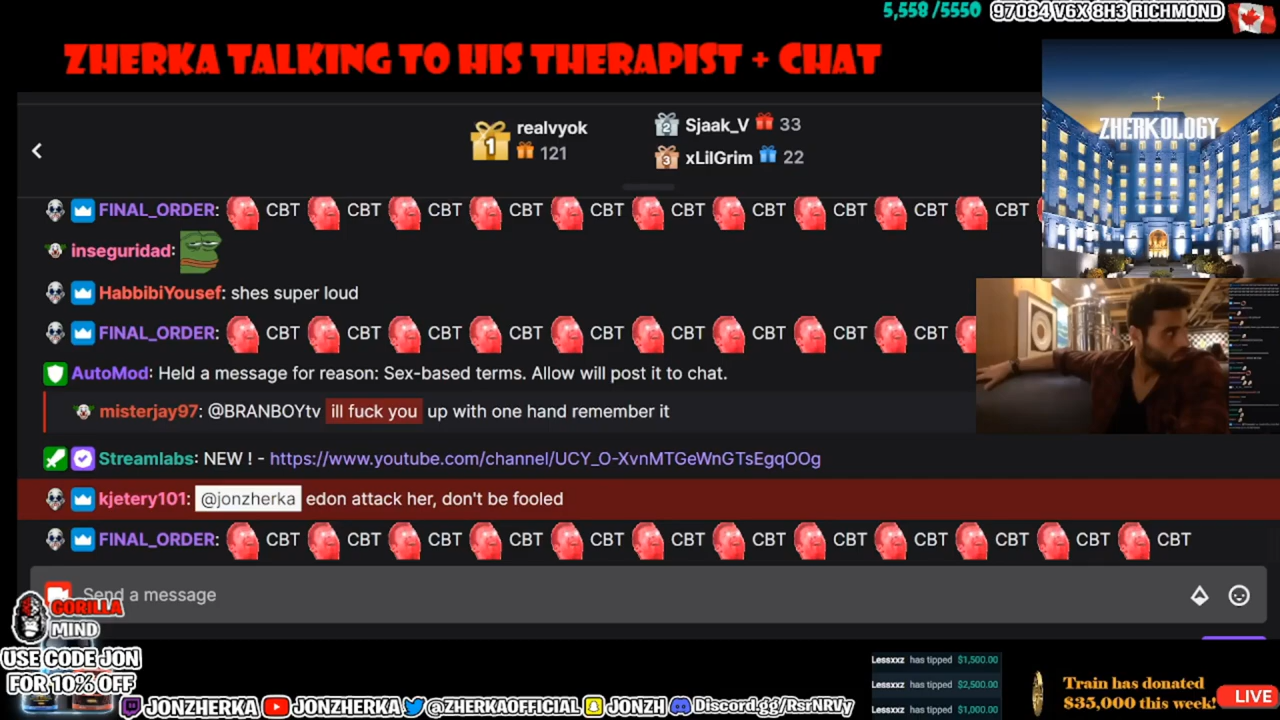 5,558 /5550
97084 V6X 8H3 RICHMOND
ZHERKA TALKING TO HIS THERAPIST + CHAT
ZHERKOLOGY
1 realvyok
121
2 Sjaak_V 33
3 xLilGrim 22
FINAL_ORDER: CBT CBT CBT CBT CBT CBT CBT CBT CBT CBT
inseguridad:
HabbibiYousef: shes super loud
FINAL_ORDER: CBT CBT CBT CBT CBT CBT CBT CBT CBT
AutoMod: Held a message for reason: Sex-based terms. Allow will post it to chat.
misterjay97: @BRANBOYtv ill fuck you up with one hand remember it
Streamlabs: NEW ! - https://www.youtube.com/channel/UCY_O-XvnMTGeWnGTsEgqOOg
kjetery101: @jonzherka edon attack her, don't be fooled
FINAL_ORDER: CBT CBT CBT CBT CBT CBT CBT CBT CBT CBT CBT CBT
Send a message
GORILLA
MIND
USE CODE JON
FOR 10% OFF
JONZHERKA JONZHERKA @ZHERKAOFFICIAL JONZH Discord.gg/RsrNRVy
Lessxxz has tipped $1,500.00
Lessxxz has tipped $2,500.00
Lessxxz has tipped $1,000.00
Train has donated
$35,000 this week!
LIVE